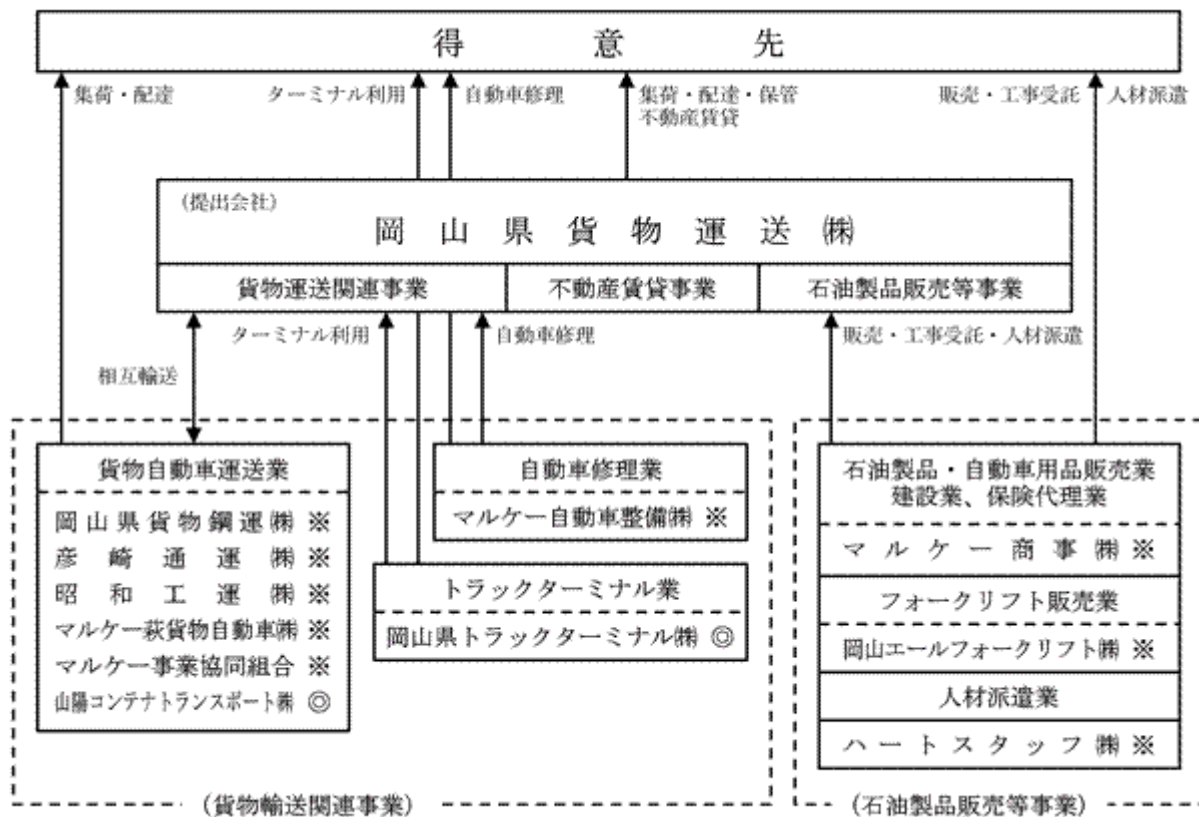 得意先
集荷・配達
ターミナル利用
自動車修理
集荷・配達・保管
不動産賃貸
販売・工事受託
人材派遣
(提出会社)
岡山県貨物運送㈱
貨物運送関連事業
不動産賃貸事業
石油製品販売等事業
ターミナル利用
自動車修理
販売・工事受託・人材派遣
相互輸送
貨物自動車運送業
岡山県貨物鋼運㈱ ※
彦崎通運㈱ ※
昭和工運㈱ ※
マルケー萩貨物自動車㈱ ※
マルケー事業協同組合 ※
山陽コンテナトランスポート㈱ ◎
自動車修理業
マルケー自動車整備㈱ ※
トラックターミナル業
岡山県トラックターミナル㈱ ◎
石油製品・自動車用品販売業
建設業、保険代理業
マルケー商事㈱ ※
フォークリフト販売業
岡山エールフォークリフト㈱ ※
人材派遣業
ハートスタッフ㈱ ※
(貨物輸送関連事業)
(石油製品販売等事業)